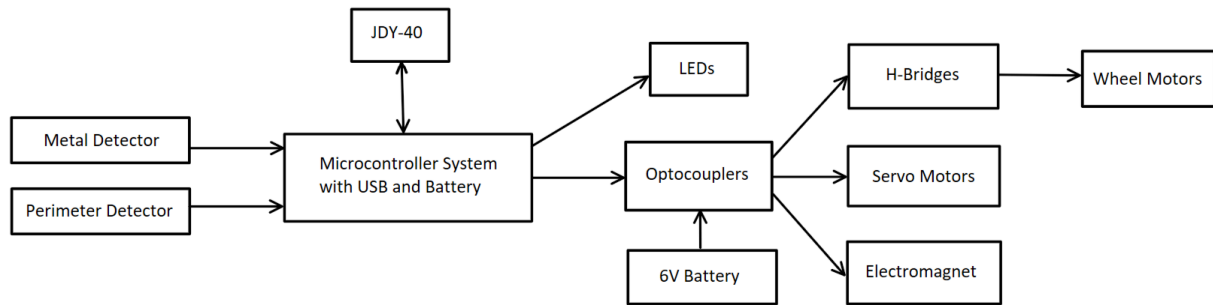 JDY-40
LEDs
H-Bridges
Wheel Motors
Metal Detector
Microcontroller System
with USB and Battery
Optocouplers
Servo Motors
Perimeter Detector
6V Battery
Electromagnet